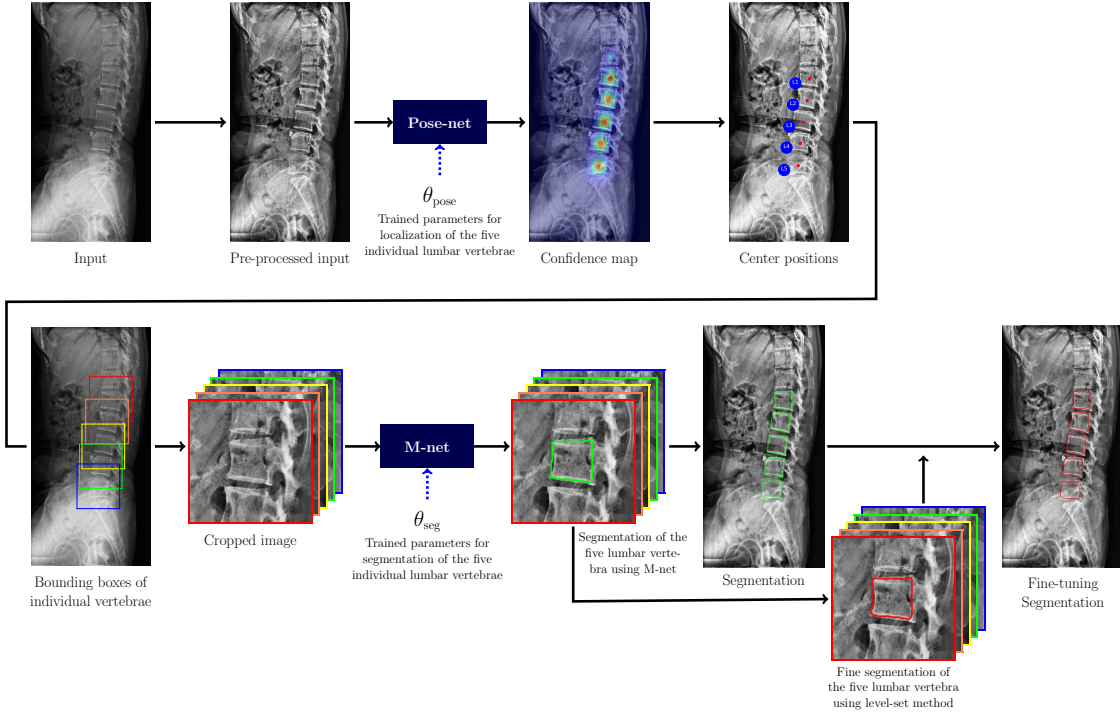 Pose-net
L1
L2
L3
L4
L5
θpose
Trained parameters for
localization of the five
individual lumbar vertebrae
Input
Pre-processed input
Confidence map
Center positions
M-net
θseg
Trained parameters for
segmentation of the five
individual lumbar vertebrae
Cropped image
Segmentation of the
five lumbar verte-
bra using M-net
Bounding boxes of
individual vertebrae
Segmentation
Fine-tuning
Segmentation
Fine segmentation of
the five lumbar vertebra
using level-set method